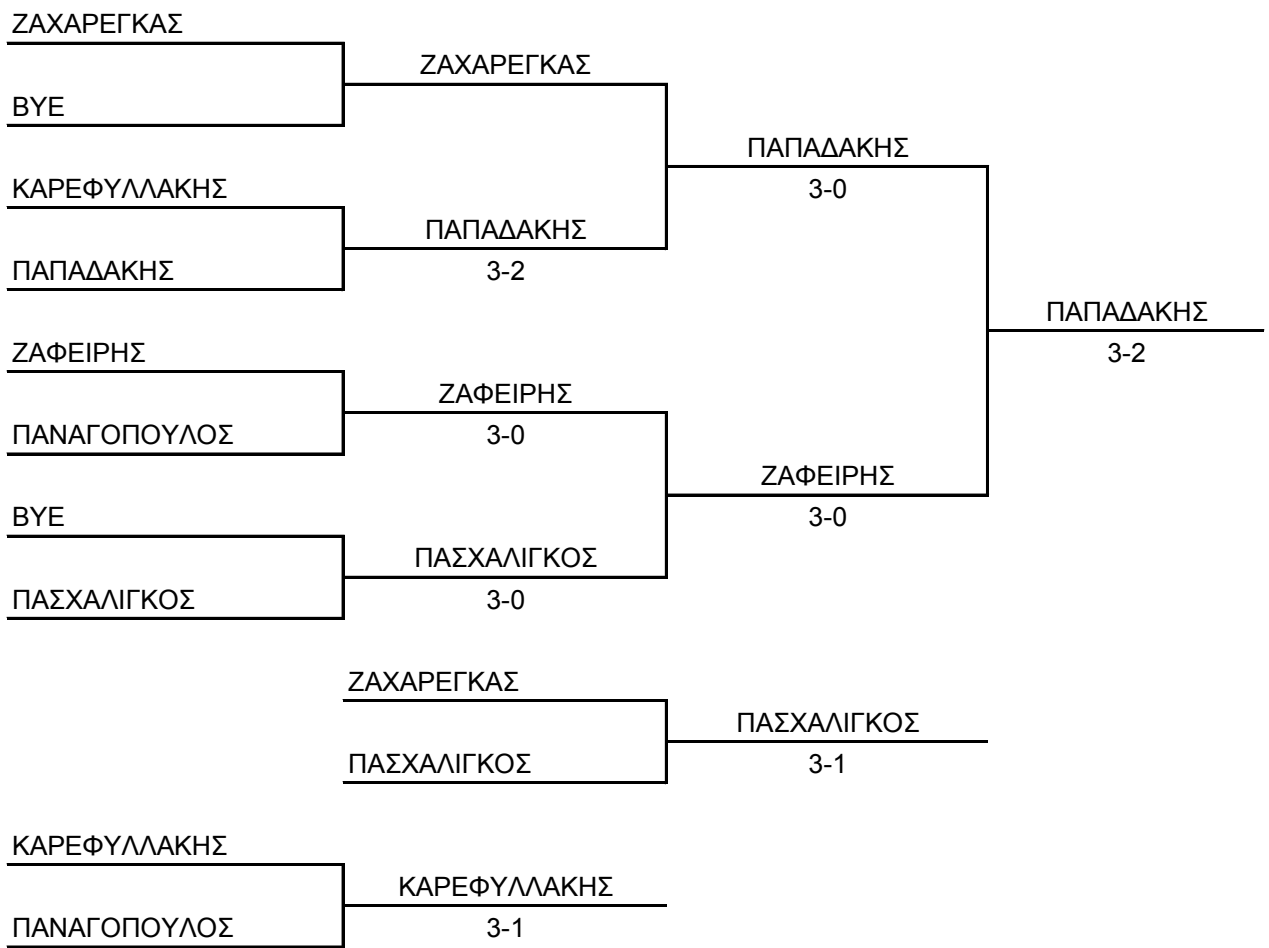 ΖΑΧΑΡΕΓΚΑΣ
ΖΑΧΑΡΕΓΚΑΣ
BYE
ΠΑΠΑΔΑΚΗΣ
3-0
ΚΑΡΕΦΥΛΛΑΚΗΣ
ΠΑΠΑΔΑΚΗΣ
3-2
ΠΑΠΑΔΑΚΗΣ
ΠΑΠΑΔΑΚΗΣ
3-2
ΖΑΦΕΙΡΗΣ
ΖΑΦΕΙΡΗΣ
3-0
ΠΑΝΑΓΟΠΟΥΛΟΣ
ΖΑΦΕΙΡΗΣ
3-0
BYE
ΠΑΣΧΑΛΙΓΚΟΣ
3-0
ΠΑΣΧΑΛΙΓΚΟΣ
ΖΑΧΑΡΕΓΚΑΣ
ΠΑΣΧΑΛΙΓΚΟΣ
3-1
ΠΑΣΧΑΛΙΓΚΟΣ
ΚΑΡΕΦΥΛΛΑΚΗΣ
ΚΑΡΕΦΥΛΛΑΚΗΣ
3-1
ΠΑΝΑΓΟΠΟΥΛΟΣ